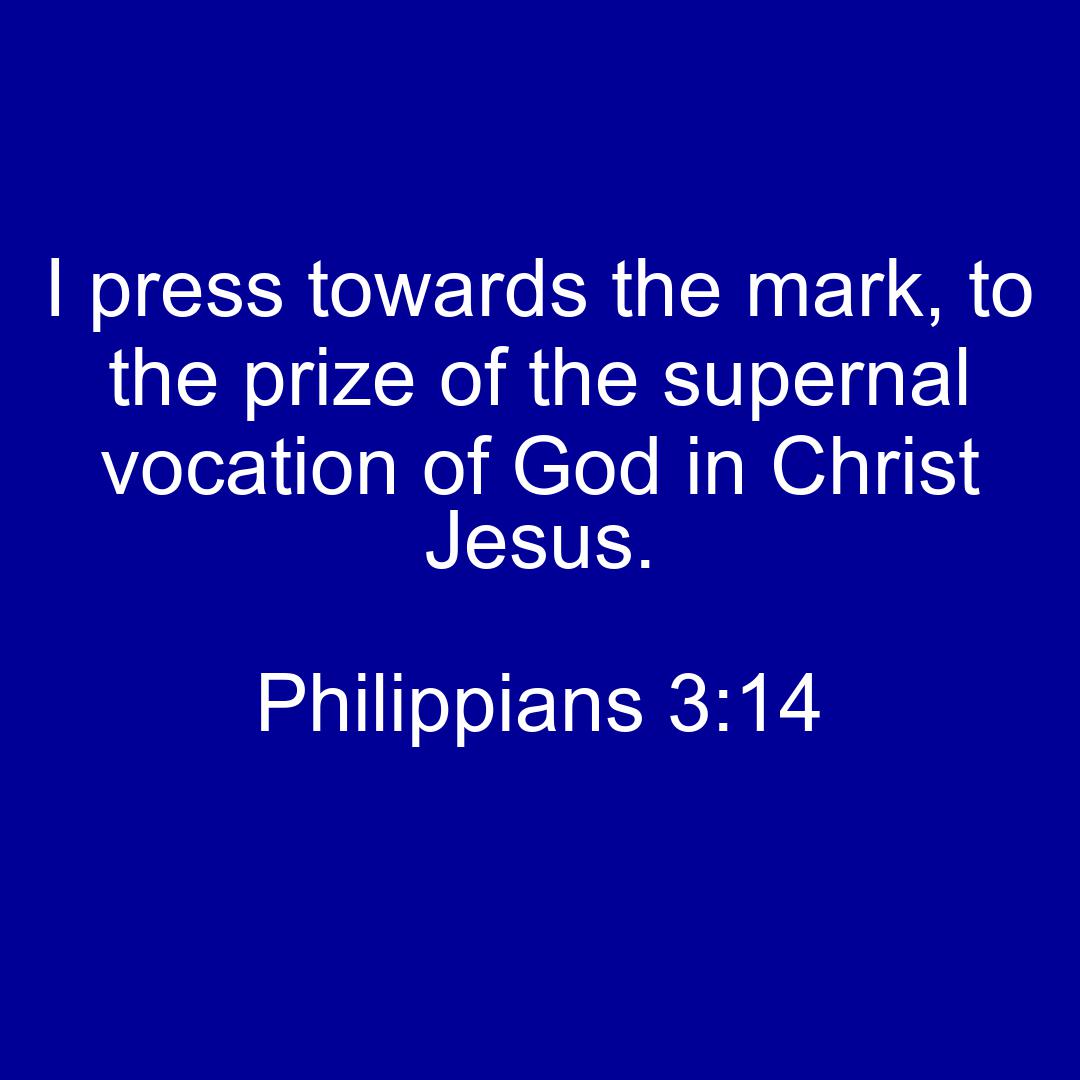 I press towards the mark, to
the prize of the supernal
vocation of God in Christ
Jesus.
Philippians 3:14